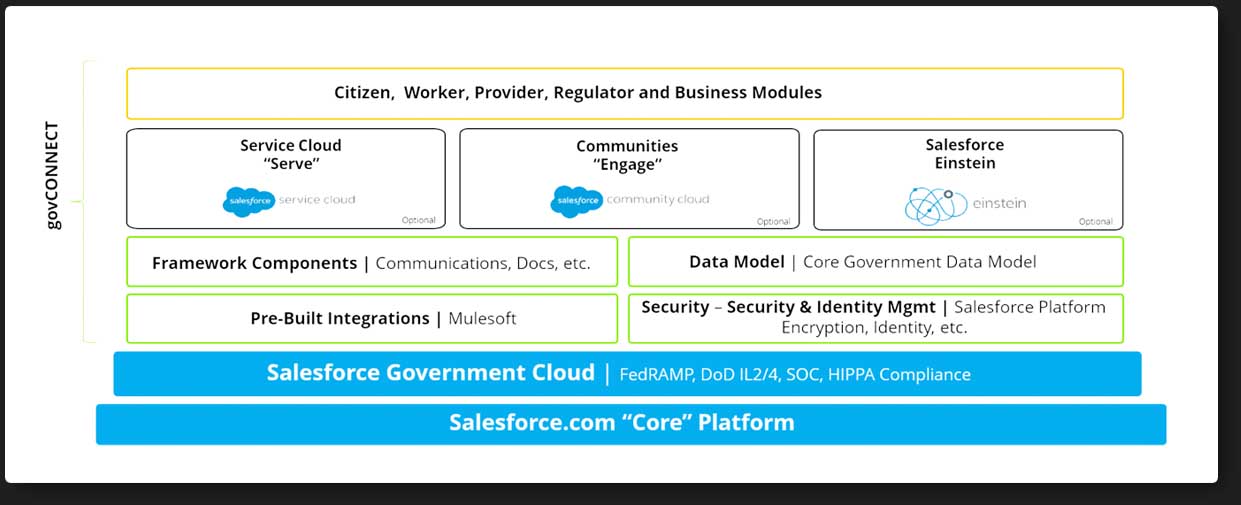 govCONNECT
Citizen,  Worker, Provider, Regulator and Business Modules
Service Cloud
“Serve”
salesforce service cloud
Optional
Communities
“Engage”
salesforce community cloud
Optional
Salesforce
Einstein
einstein
Optional
Framework Components | Communications, Docs, etc.
Data Model | Core Government Data Model
Pre-Built Integrations | Mulesoft
Security – Security & Identity Mgmt | Salesforce Platform
Encryption, Identity, etc.
Salesforce Government Cloud | FedRAMP, DoD IL2/4, SOC, HIPPA Compliance
Salesforce.com “Core” Platform